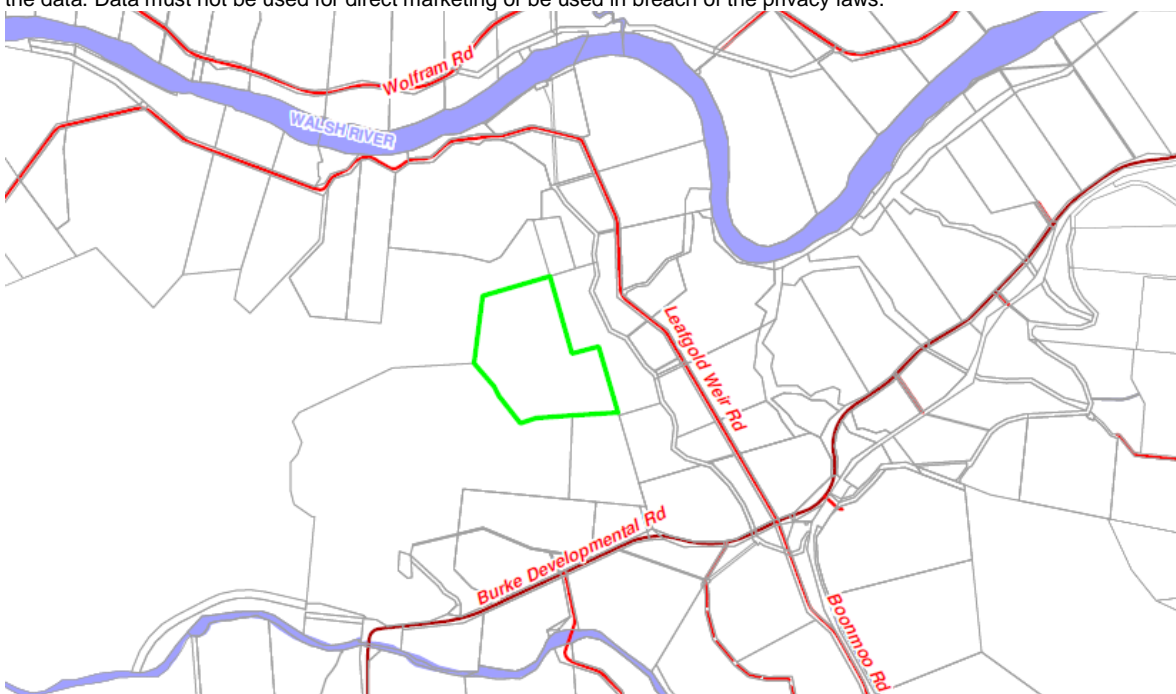 the data. Data must not be used for direct marketing or be used in breach of the privacy laws.
Wolfram Rd
WALSH RIVER
Leafgold Weir Rd
Burke Developmental Rd
Boonmoo Rd